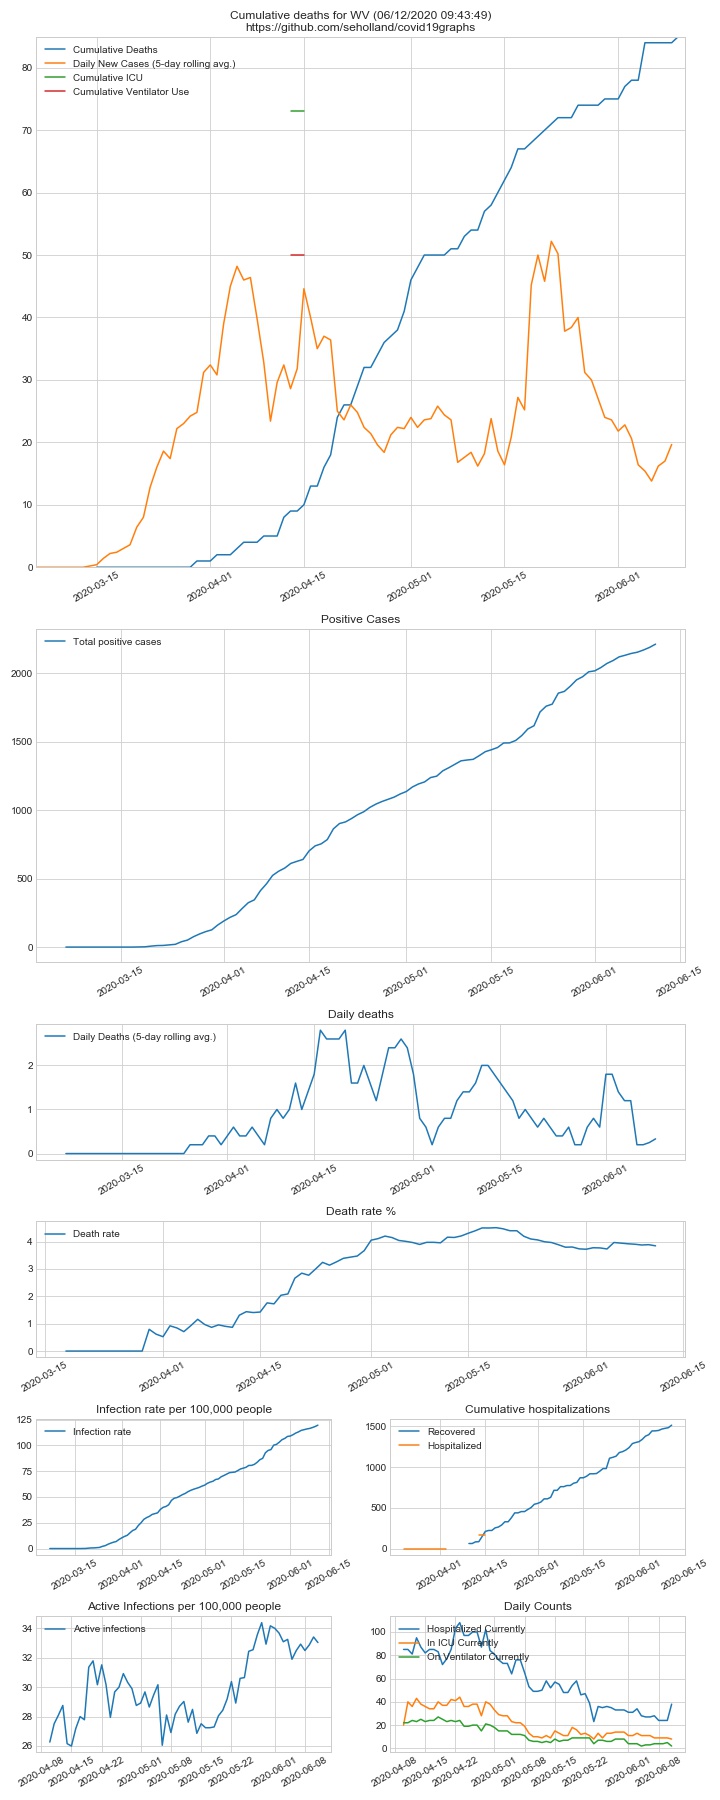 Cumulative deaths for WV (06/12/2020 09:43:49)
https://github.com/seholland/covid19graphs
Cumulative Deaths
Daily New Cases (5-day rolling avg.)
Cumulative ICU
Cumulative Ventilator Use
80
70
60
50
40
30
20
10
0
2020-03-15 2020-04-01 2020-04-15 2020-05-01 2020-05-15 2020-06-01
Positive Cases
Total positive cases
2000
1500
1000
500
0
2020-03-15 2020-04-01 2020-04-15 2020-05-01 2020-05-15 2020-06-01 2020-06-15
Daily deaths
Daily Deaths (5-day rolling avg.)
2
1
0
2020-03-15 2020-04-01 2020-04-15 2020-05-01 2020-05-15 2020-06-01
Death rate %
Death rate
4
3
2
1
0
2020-03-15 2020-04-01 2020-04-15 2020-05-01 2020-05-15 2020-06-01 2020-06-15
Infection rate per 100,000 people
Infection rate
125
100
75
50
25
0
2020-03-15 2020-04-01 2020-04-15 2020-05-01 2020-05-15 2020-06-01 2020-06-15
Cumulative hospitalizations
Recovered
Hospitalized
1500
1000
500
0
2020-04-01 2020-04-15 2020-05-01 2020-05-15 2020-06-01 2020-06-15
Active Infections per 100,000 people
Active infections
34
32
30
28
26
2020-04-08 2020-04-15 2020-04-22 2020-05-01 2020-05-08 2020-05-15 2020-05-22 2020-06-01 2020-06-08
Daily Counts
Hospitalized Currently
In ICU Currently
On Ventilator Currently
100
80
60
40
20
0
2020-04-08 2020-04-15 2020-04-22 2020-05-01 2020-05-08 2020-05-15 2020-05-22 2020-06-01 2020-06-08